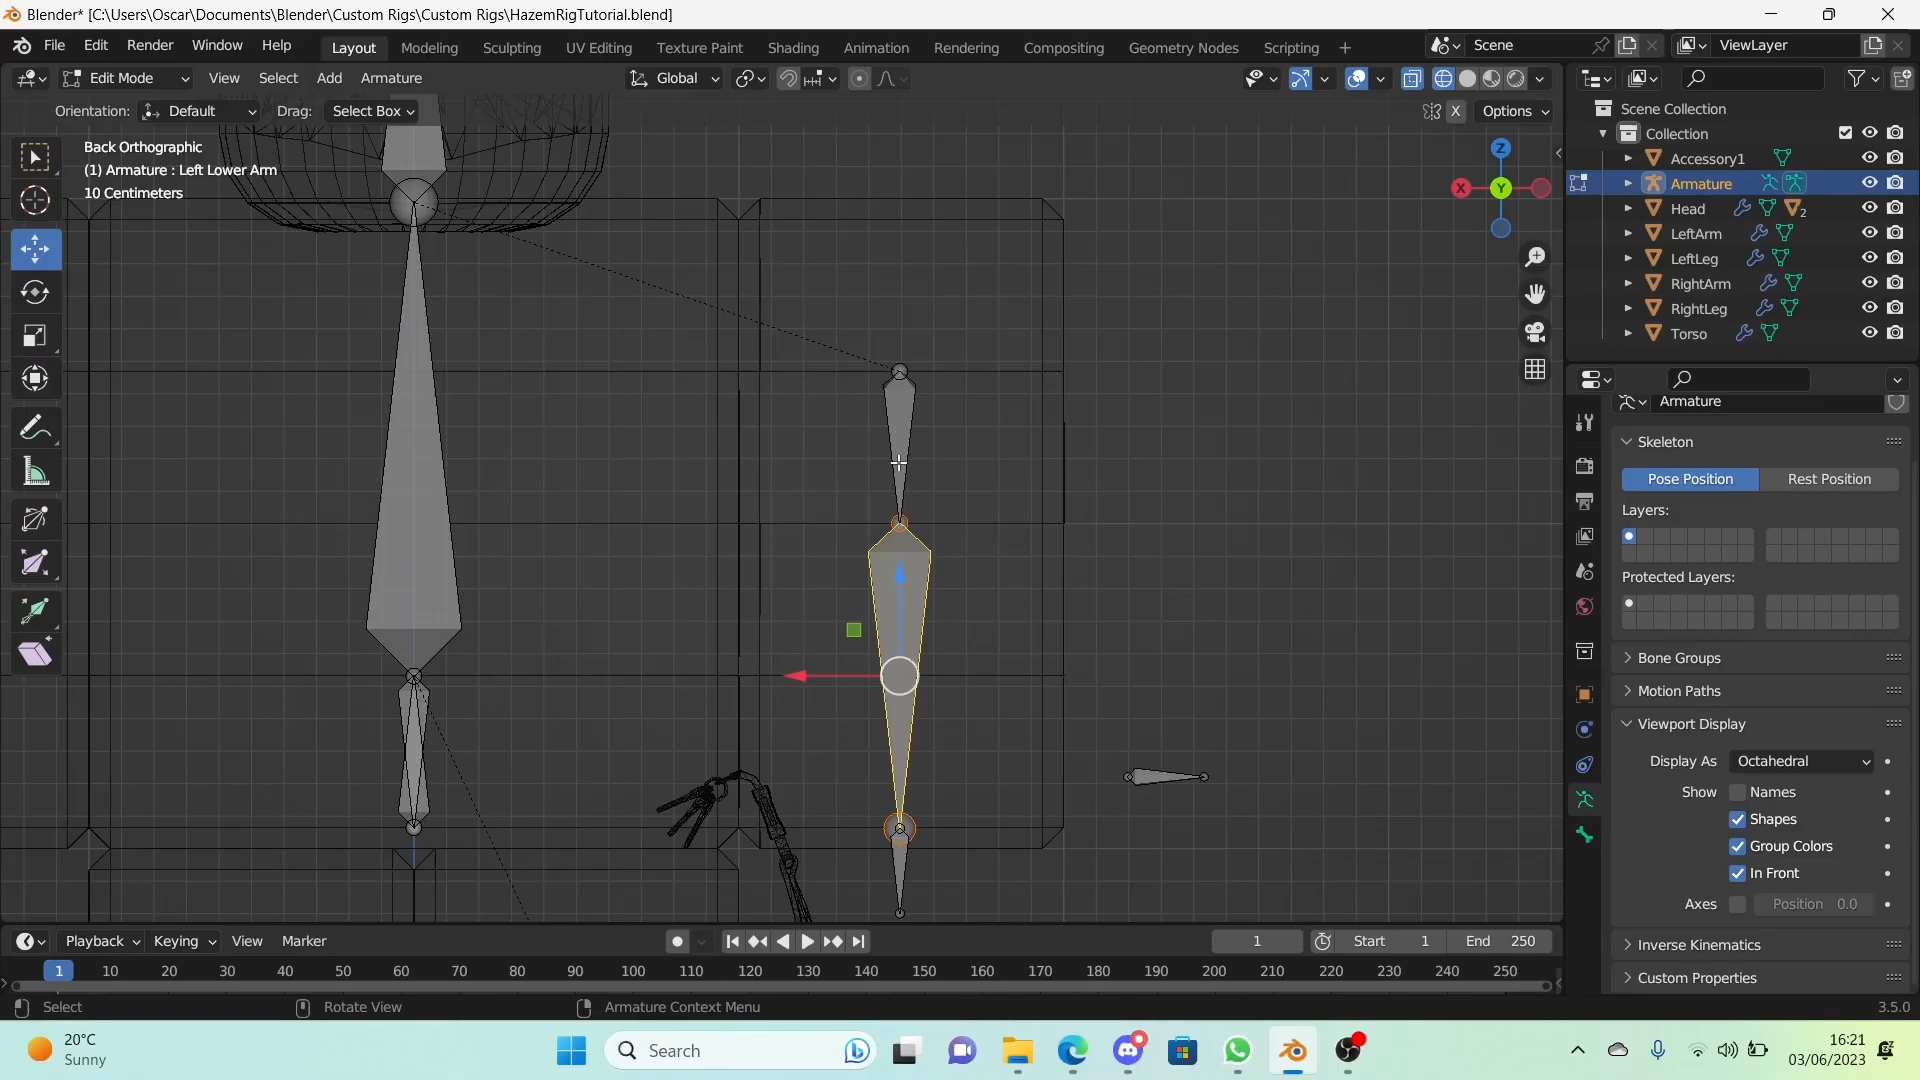 Blender* [C:\Users\Oscar\Documents\Blender\Custom Rigs\Custom Rigs\HazemRigTutorial.blend]
File Edit Render Window Help Layout Modeling Sculpting UV Editing Texture Paint Shading Animation Rendering Compositing Geometry Nodes Scripting + Scene ViewLayer
Edit Mode View Select Add Armature Global
Orientation: Default Drag: Select Box X Options
Back Orthographic
(1) Armature : Left Lower Arm
10 Centimeters
Z
X Y
Scene Collection
Collection
Accessory1
Armature
Head 2
LeftArm
LeftLeg
RightArm
RightLeg
Torso
Armature
Skeleton
Pose Position Rest Position
Layers:
Protected Layers:
Bone Groups
Motion Paths
Viewport Display
Display As Octahedral
Show Names
Shapes
Group Colors
In Front
Axes Position 0.0
Inverse Kinematics
Custom Properties
Playback Keying View Marker 1 Start 1 End 250
1 10 20 30 40 50 60 70 80 90 100 110 120 130 140 150 160 170 180 190 200 210 220 230 240 250
Select Rotate View Armature Context Menu 3.5.0
20°C
Sunny
Search
16:21
03/06/2023